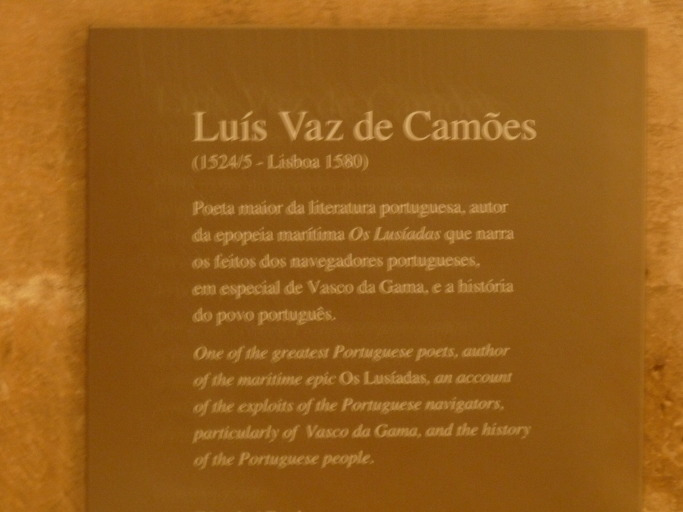 Luís Vaz de Camões
(1524/5 - Lisboa 1580)
Poeta maior da literatura portuguesa, autor
da epopeia marítima Os Lusíadas que narra
os feitos dos navegadores portugueses,
em especial de Vasco da Gama, e a história
do povo português.
One of the greatest Portuguese poets, author
of the maritime epic Os Lusíadas, an account
of the exploits of the Portuguese navigators,
particularly of Vasco da Gama, and the history
of the Portuguese people.